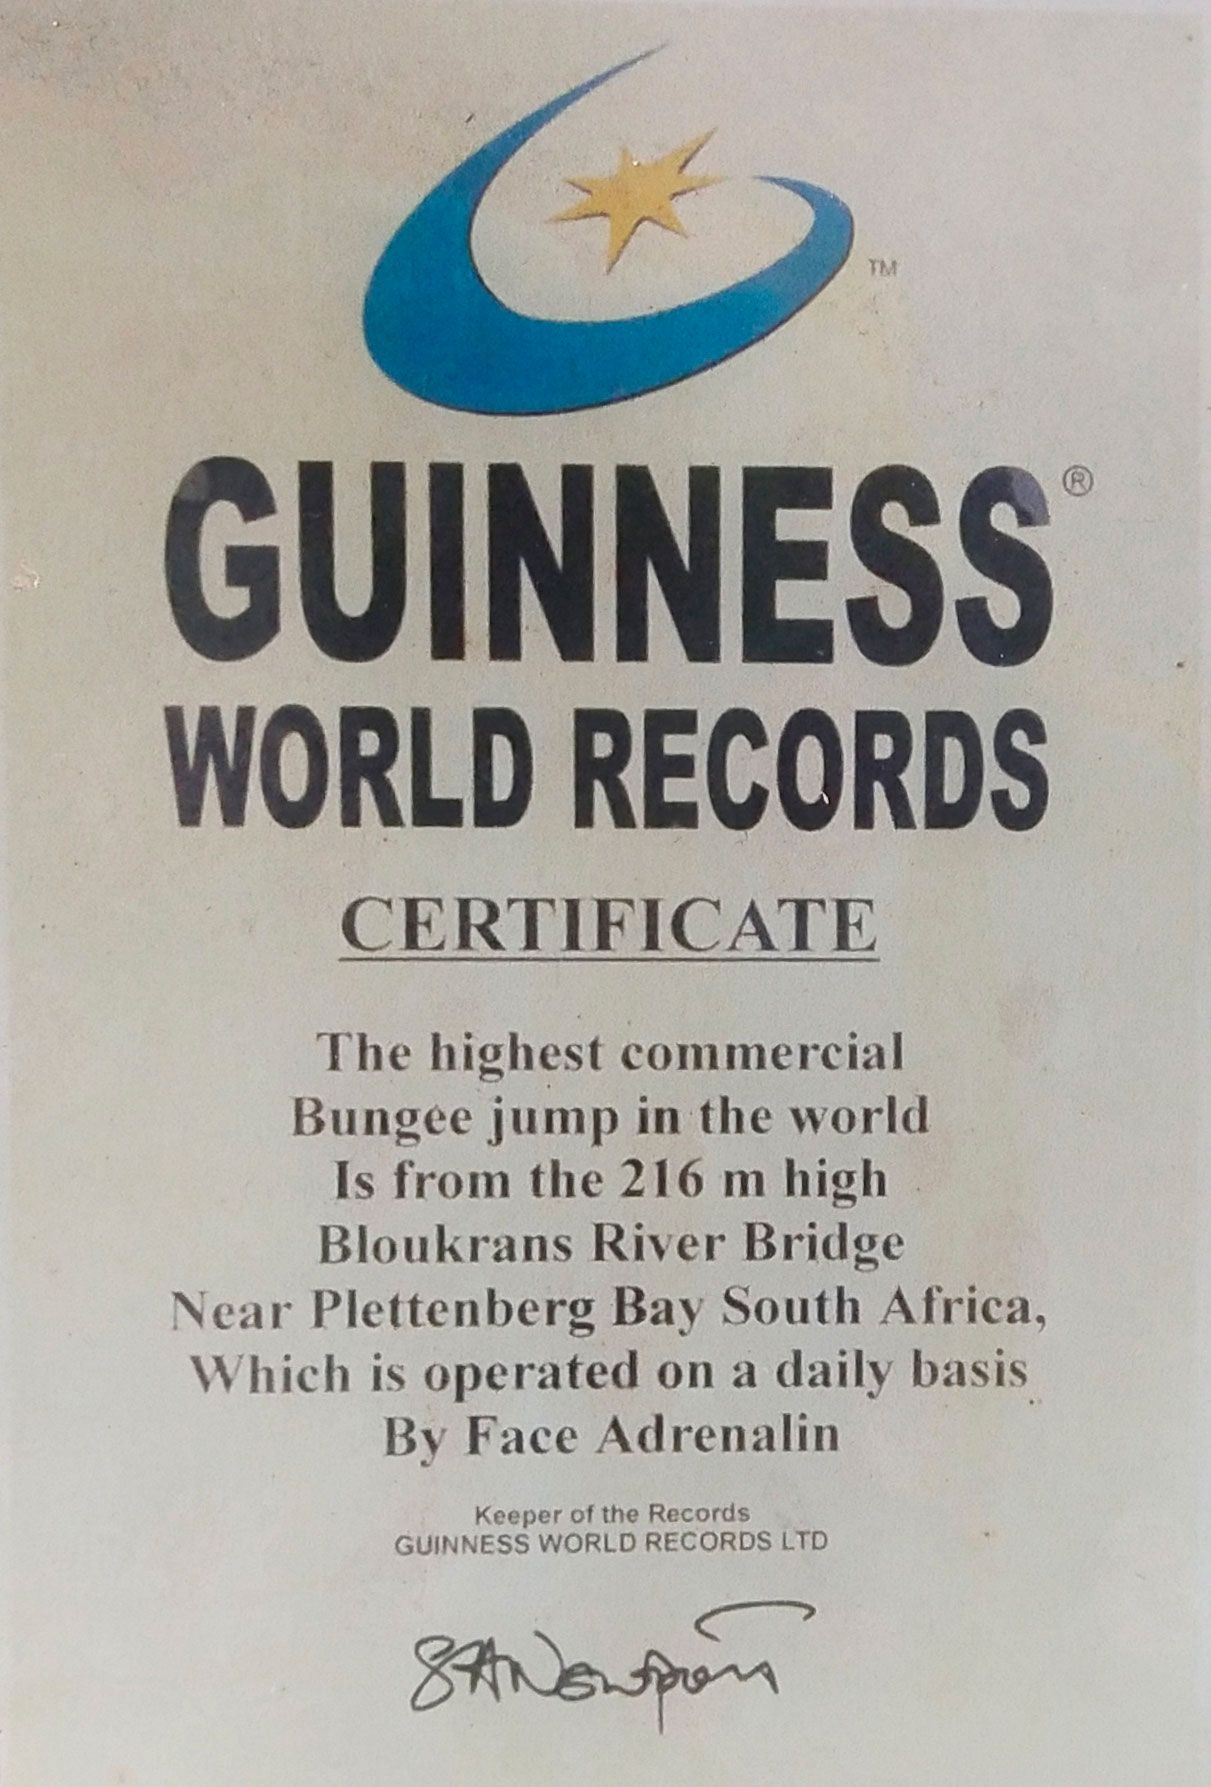 TM
GUINNESS®
WORLD RECORDS
CERTIFICATE
The highest commercial
Bungee jump in the world
Is from the 216 m high
Bloukrans River Bridge
Near Plettenberg Bay South Africa,
Which is operated on a daily basis
By Face Adrenalin
Keeper of the Records
GUINNESS WORLD RECORDS LTD